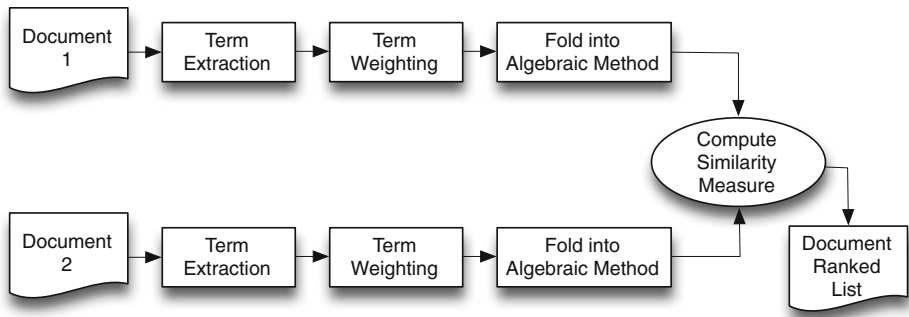 Document
1
Term
Extraction
Term
Weighting
Fold into
Algebraic Method
Compute
Similarity
Measure
Document
2
Term
Extraction
Term
Weighting
Fold into
Algebraic Method
Document
Ranked
List